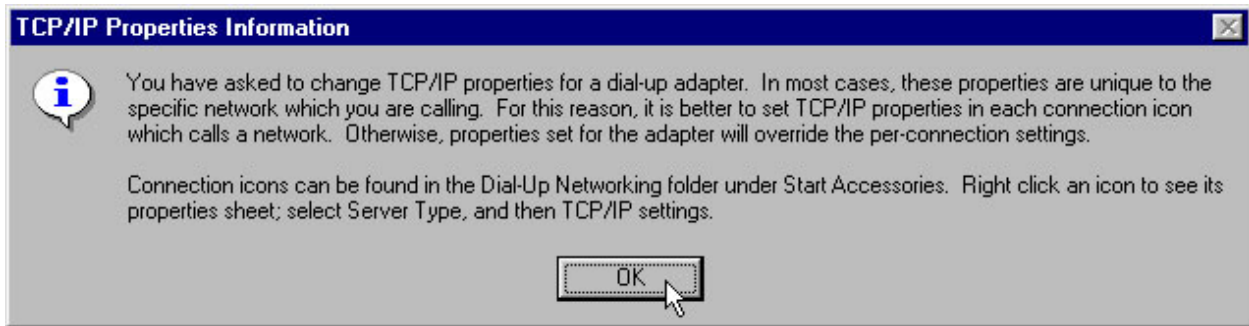 TCP/IP Properties Information
You have asked to change TCP/IP properties for a dial-up adapter. In most cases, these properties are unique to the
specific network which you are calling. For this reason, it is better to set TCP/IP properties in each connection icon
which calls a network. Otherwise, properties set for the adapter will override the per-connection settings.
Connection icons can be found in the Dial-Up Networking folder under Start Accessories. Right click an icon to see its
properties sheet; select Server Type, and then TCP/IP settings.
OK